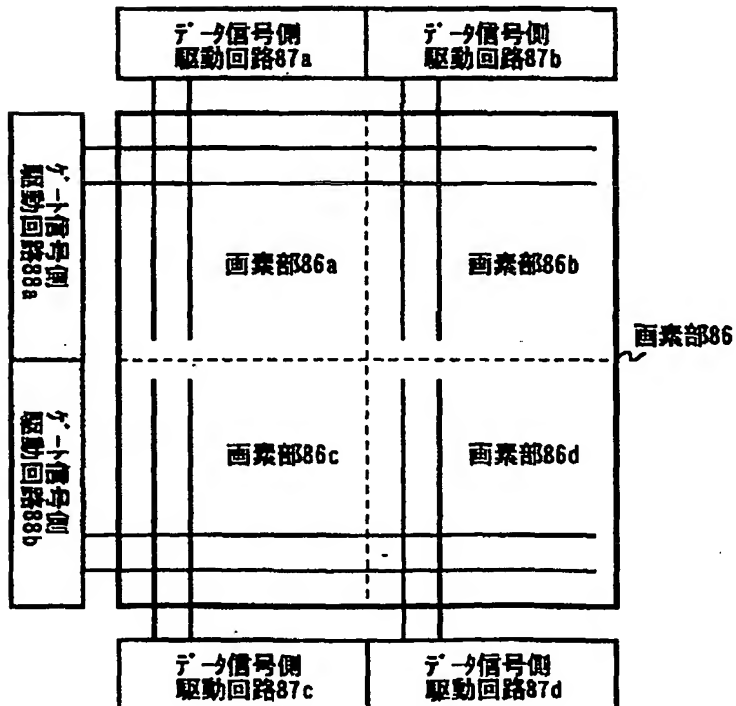 データ信号側
駆動回路87a
データ信号側
駆動回路87b
ゲート信号側
駆動回路88a
画素部86a
画素部86b
画素部86
ゲート信号側
駆動回路88b
画素部86c
画素部86d
データ信号側
駆動回路87c
データ信号側
駆動回路87d